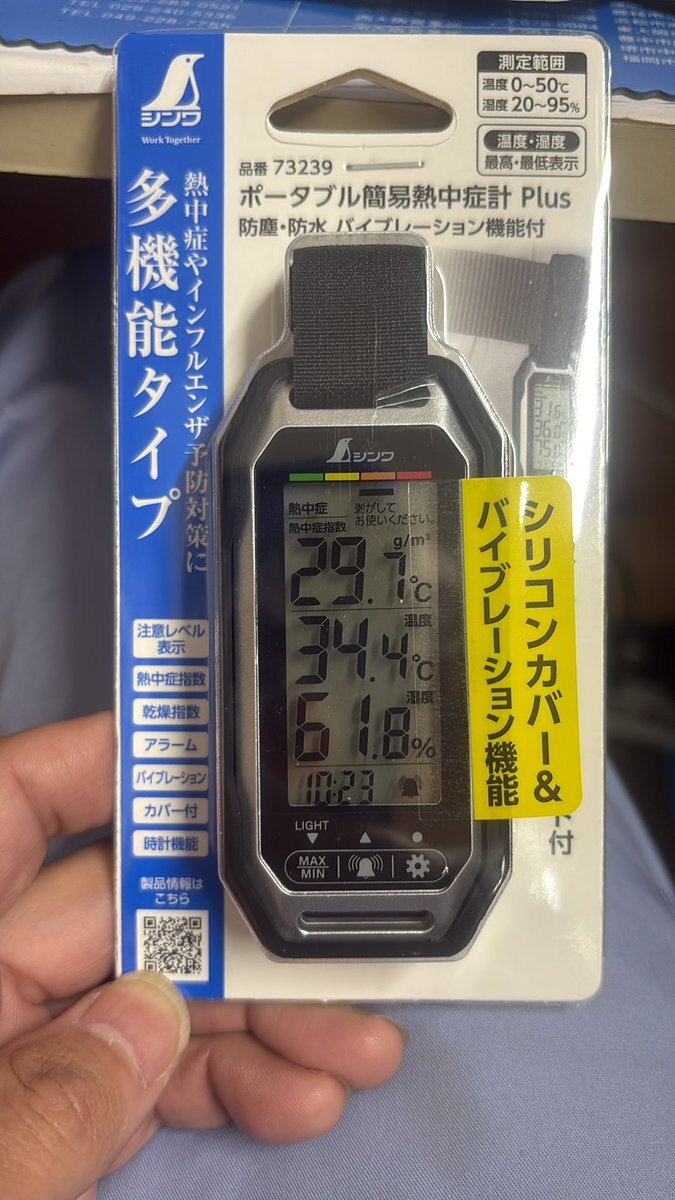 シンワ
Work Together
熱中症やインフルエンザ予防対策に
多機能タイプ
測定範囲
温度 0～50℃
湿度 20～95%
温度・湿度
最高・最低表示
品番 73239
ポータブル簡易熱中症計 Plus
防塵・防水 バイブレーション機能付
シンワ
熱中症
剥がして
お使いください。
熱中症指数
g/m³
29.7℃
温度
34.4℃
湿度
61.8%
10:23
LIGHT
MAX
MIN
シリコンカバー&
バイブレーション機能
付
注意レベル
表示
熱中症指数
乾燥指数
アラーム
バイブレーション
カバー付
時計機能
製品情報は
こちら